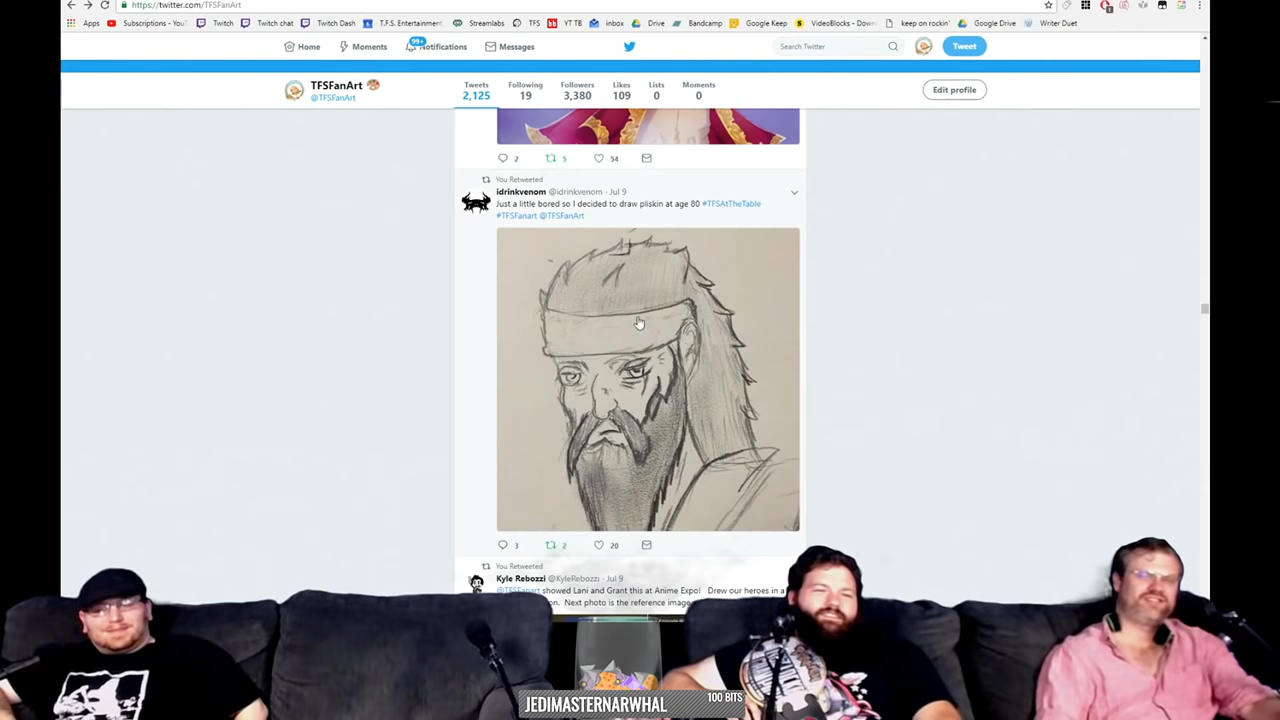 https://twitter.com/TFSFanArt
Apps Subscriptions - YouT Twitch Twitch chat Twitch Dash T.F.S. Entertainment Streamlabs TFS YT TB inbox Drive Bandcamp Google Keep VideoBlocks - Down keep on rockin' Google Drive Writer Duet
Home Moments 99+ Notifications Messages Search Twitter Tweet
TFSFanArt
@TFSFanArt
Tweets Following Followers Likes Lists Moments
2,125 19 3,380 109 0 0
Edit profile
2 5 54
You Retweeted
idrinkvenom @idrinkvenom · Jul 9
Just a little bored so I decided to draw pliskin at age 80 #TFSAtTheTable
#TFSFanart @TFSFanArt
3 2 20
You Retweeted
Kyle Rebozzi @KyleRebozzi · Jul 9
@TFSFanart showed Lani and Grant this at Anime Expo! Drew our heroes in a
on. Next photo is the reference image
JEDIMASTERNARWHAL 100 BITS